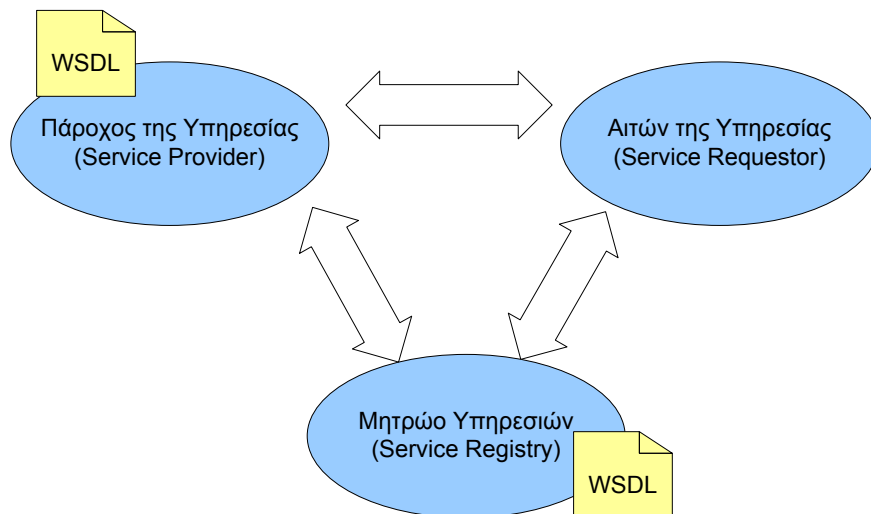 WSDL
Πάροχος της Υπηρεσίας
(Service Provider)
Αιτών της Υπηρεσίας
(Service Requestor)
Μητρώο Υπηρεσιών
(Service Registry)
WSDL